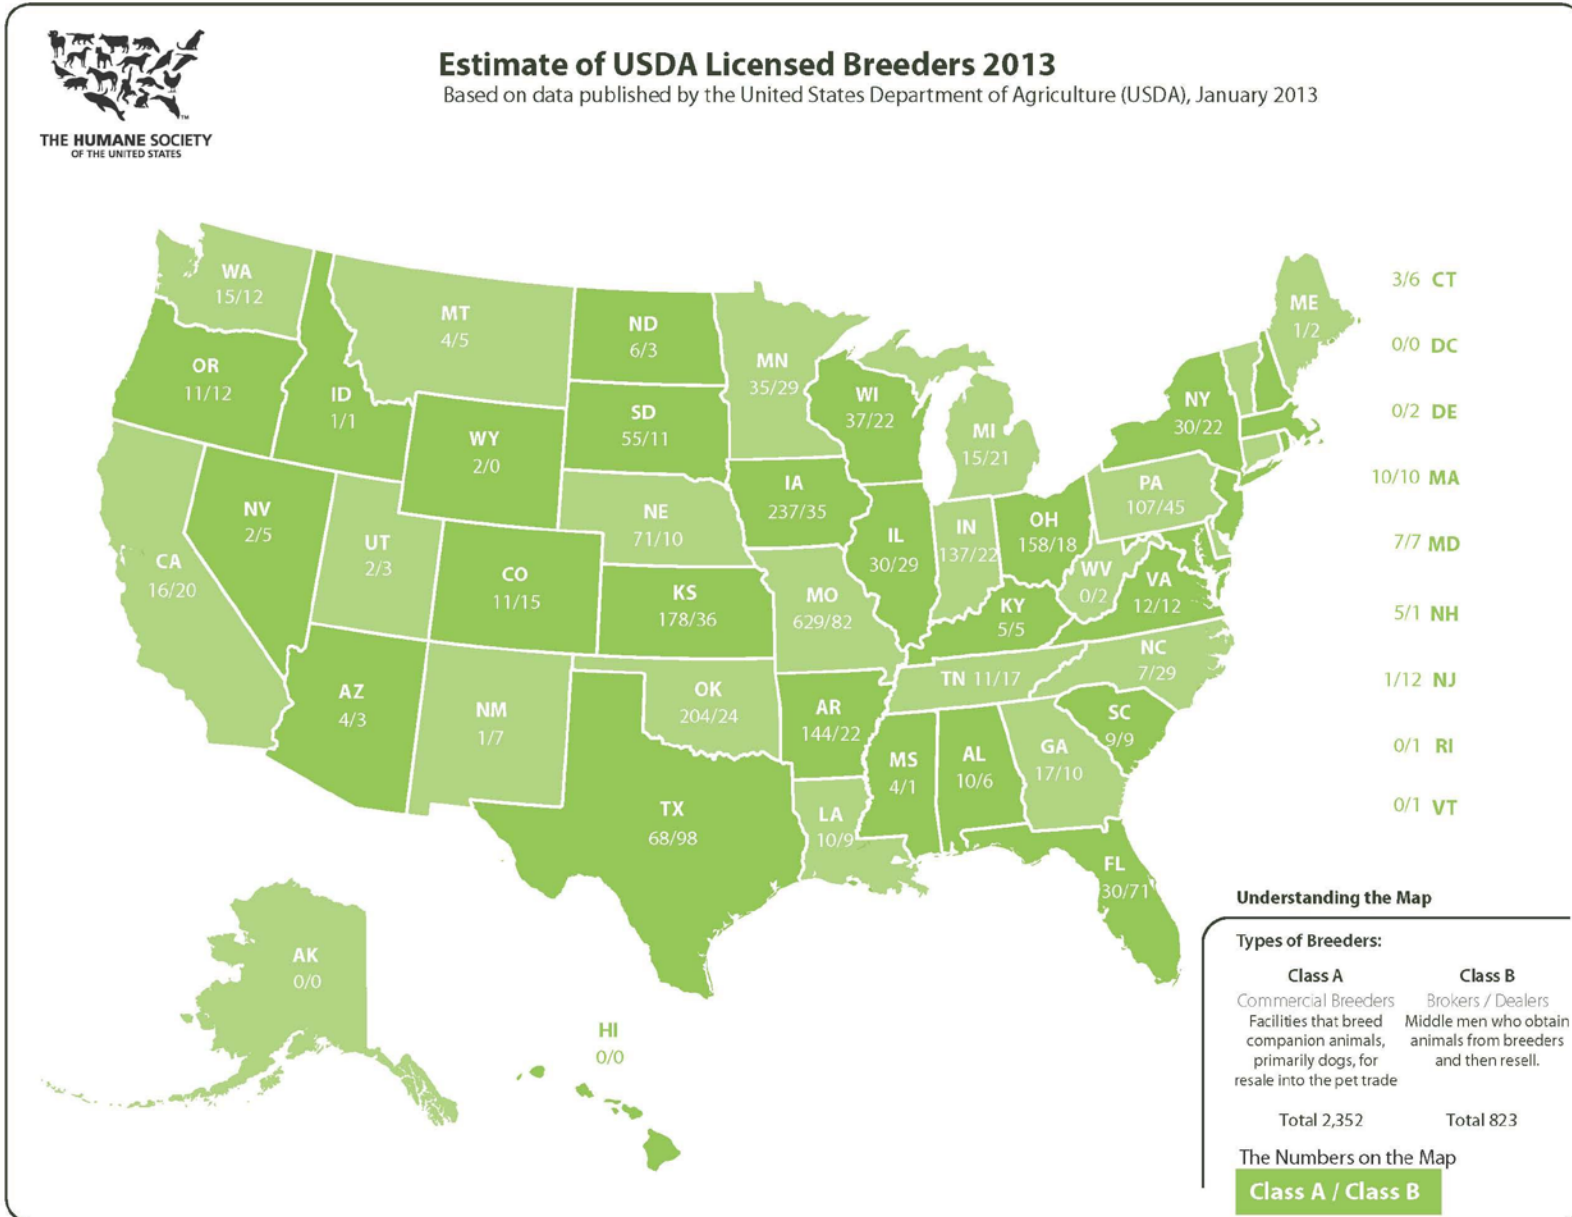 Estimate of USDA Licensed Breeders 2013
Based on data published by the United States Department of Agriculture (USDA), January 2013
THE HUMANE SOCIETY
OF THE UNITED STATES
WA
15/12
MT
4/5
ND
6/3
MN
35/29
ME
1/2
OR
11/12
ID
1/1
WY
2/0
SD
55/11
WI
37/22
MI
15/21
NY
30/22
CA
16/20
NV
2/5
UT
2/3
CO
11/15
NE
71/10
IA
237/35
IL
30/29
IN
137/22
OH
158/18
PA
107/45
WV
0/2
VA
12/12
KS
178/36
MO
629/82
KY
5/5
NC
7/29
TN 11/17
AZ
4/3
NM
1/7
OK
204/24
AR
144/22
SC
9/9
MS
4/1
AL
10/6
GA
17/10
TX
68/98
LA
10/9
FL
30/71
AK
0/0
HI
0/0
3/6 CT
0/0 DC
0/2 DE
10/10 MA
7/7 MD
5/1 NH
1/12 NJ
0/1 RI
0/1 VT
Understanding the Map
Types of Breeders:
Class A
Commercial Breeders
Facilities that breed
companion animals,
primarily dogs, for
resale into the pet trade
Total 2,352
Class B
Brokers / Dealers
Middle men who obtain
animals from breeders
and then resell.
Total 823
The Numbers on the Map
Class A / Class B